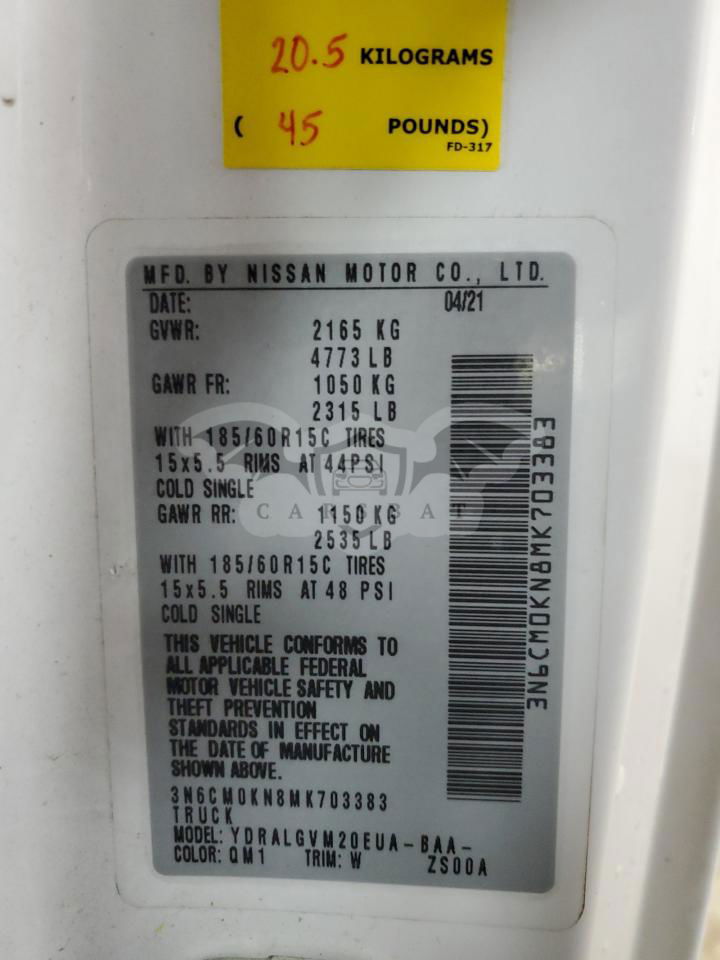 20.5 KILOGRAMS
( 45 POUNDS)
FD-317
MFD. BY NISSAN MOTOR CO., LTD.
DATE: 04/21
GVWR: 2165 KG
4773 LB
GAWR FR: 1050 KG
2315 LB
WITH 185/60R15C TIRES
15x5.5 RIMS AT 44PSI
COLD SINGLE
GAWR RR: 1150 KG
CARSBAT
2535 LB
WITH 185/60R15C TIRES
15x5.5 RIMS AT 48 PSI
COLD SINGLE
THIS VEHICLE CONFORMS TO
ALL APPLICABLE FEDERAL
MOTOR VEHICLE SAFETY AND
THEFT PREVENTION
STANDARDS IN EFFECT ON
THE DATE OF MANUFACTURE
SHOWN ABOVE.
3N6CM0KN8MK703383
TRUCK
MODEL: YDRALGVM20EUA-BAA-
COLOR: QM1 TRIM: W ZS00A
3N6CM0KN8MK703383